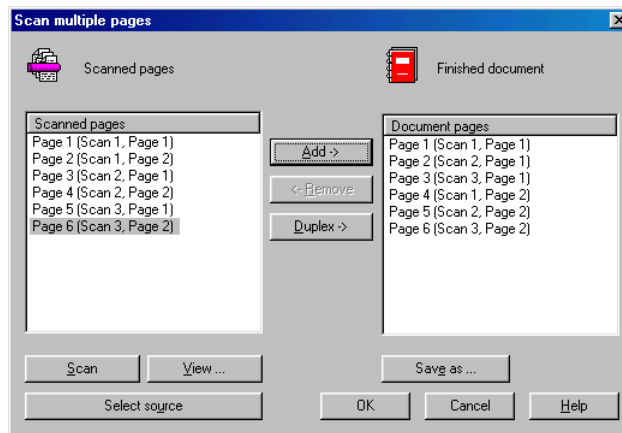 Scan multiple pages
Scanned pages
Finished document
Scanned pages
Page 1 (Scan 1, Page 1)
Page 2 (Scan 1, Page 2)
Page 3 (Scan 2, Page 1)
Page 4 (Scan 2, Page 2)
Page 5 (Scan 3, Page 1)
Page 6 (Scan 3, Page 2)
Add ->
<- Remove
Duplex ->
Document pages
Page 1 (Scan 1, Page 1)
Page 2 (Scan 2, Page 1)
Page 3 (Scan 3, Page 1)
Page 4 (Scan 1, Page 2)
Page 5 (Scan 2, Page 2)
Page 6 (Scan 3, Page 2)
Scan
View ...
Save as ...
Select source
OK
Cancel
Help